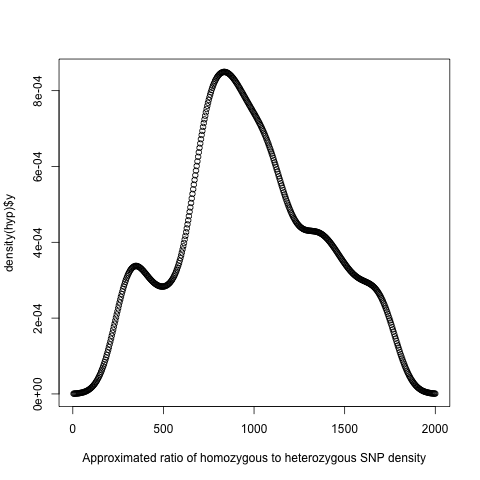 density(hyp)$y
8e-04
6e-04
4e-04
2e-04
0e+00
0 500 1000 1500 2000
Approximated ratio of homozygous to heterozygous SNP density